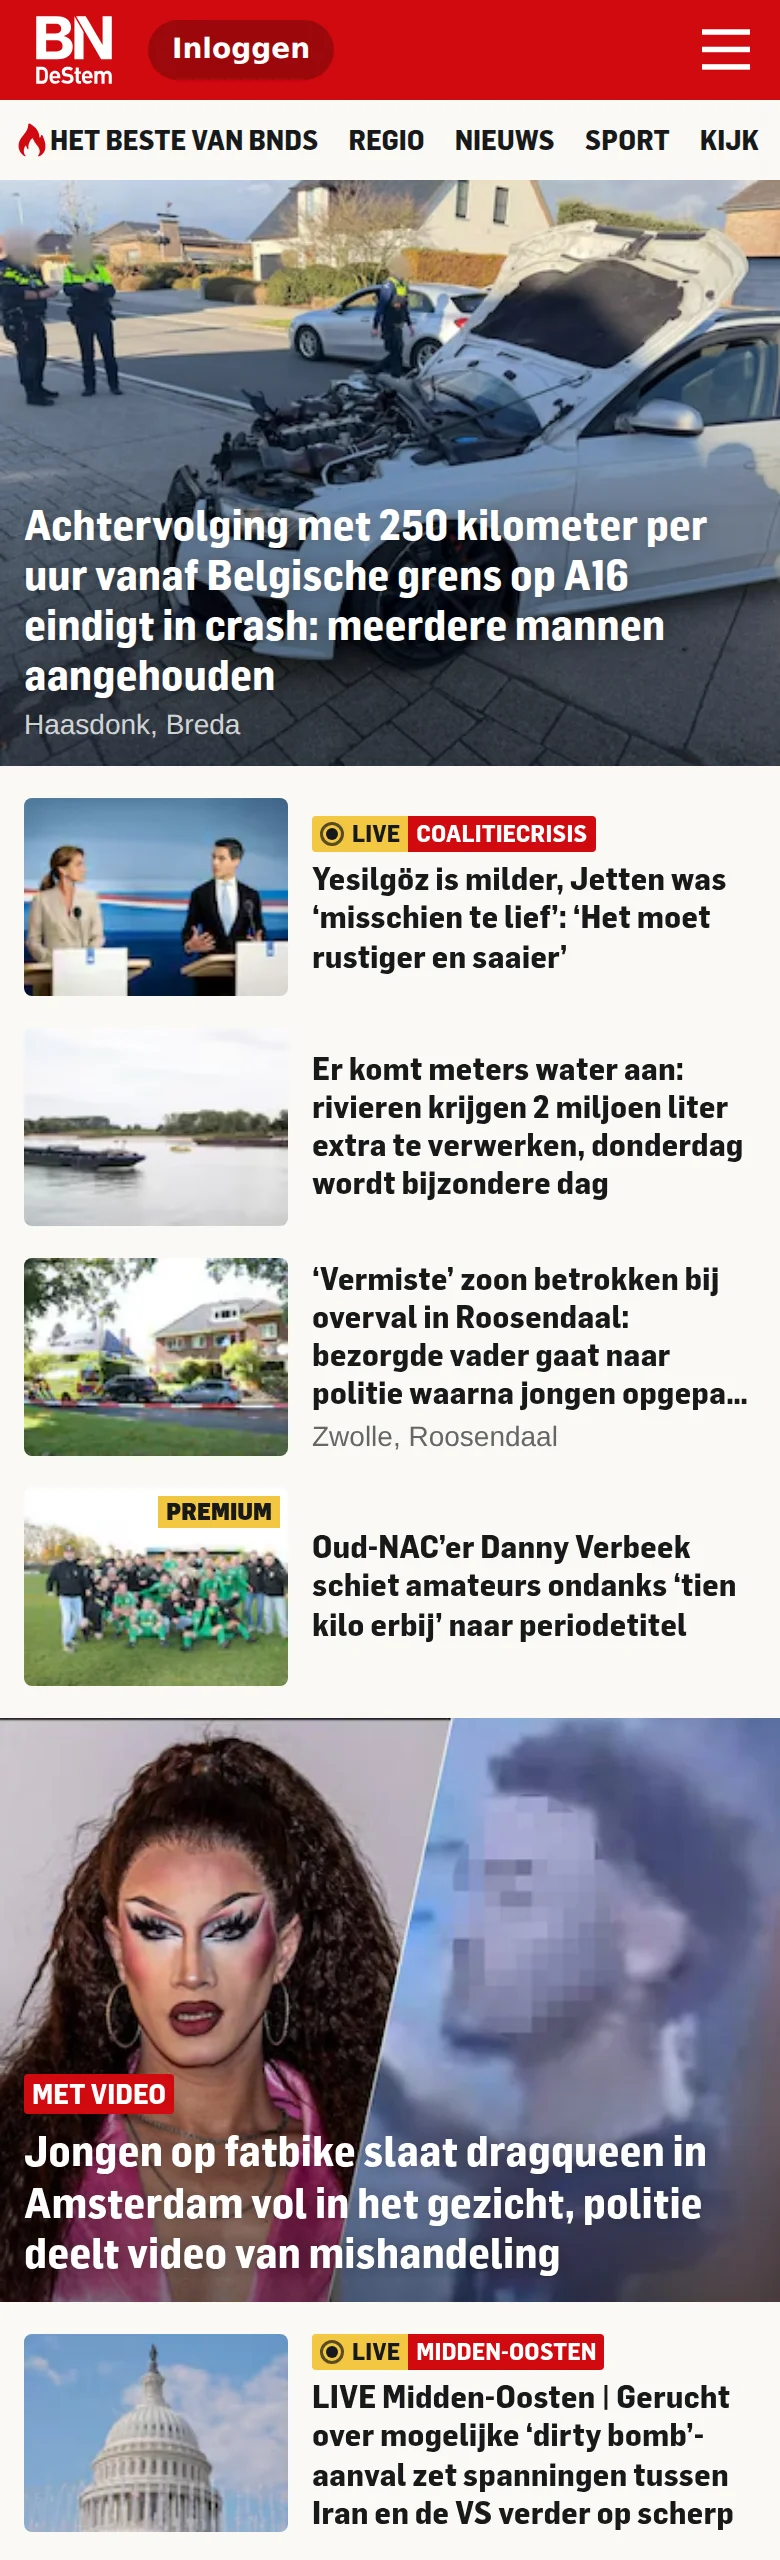 BN
DeStem
Inloggen
HET BESTE VAN BNDS REGIO NIEUWS SPORT KIJK
Achtervolging met 250 kilometer per
uur vanaf Belgische grens op A16
eindigt in crash: meerdere mannen
aangehouden
Haasdonk, Breda
LIVE COALITIECRISIS
Yesilgöz is milder, Jetten was
‘misschien te lief’: ‘Het moet
rustiger en saaier’
Er komt meters water aan:
rivieren krijgen 2 miljoen liter
extra te verwerken, donderdag
wordt bijzondere dag
‘Vermiste’ zoon betrokken bij
overval in Roosendaal:
bezorgde vader gaat naar
politie waarna jongen opgepa...
Zwolle, Roosendaal
PREMIUM
Oud-NAC’er Danny Verbeek
schiet amateurs ondanks ‘tien
kilo erbij’ naar periodetitel
MET VIDEO
Jongen op fatbike slaat dragqueen in
Amsterdam vol in het gezicht, politie
deelt video van mishandeling
LIVE MIDDEN-OOSTEN
LIVE Midden-Oosten | Gerucht
over mogelijke ‘dirty bomb’-
aanval zet spanningen tussen
Iran en de VS verder op scherp